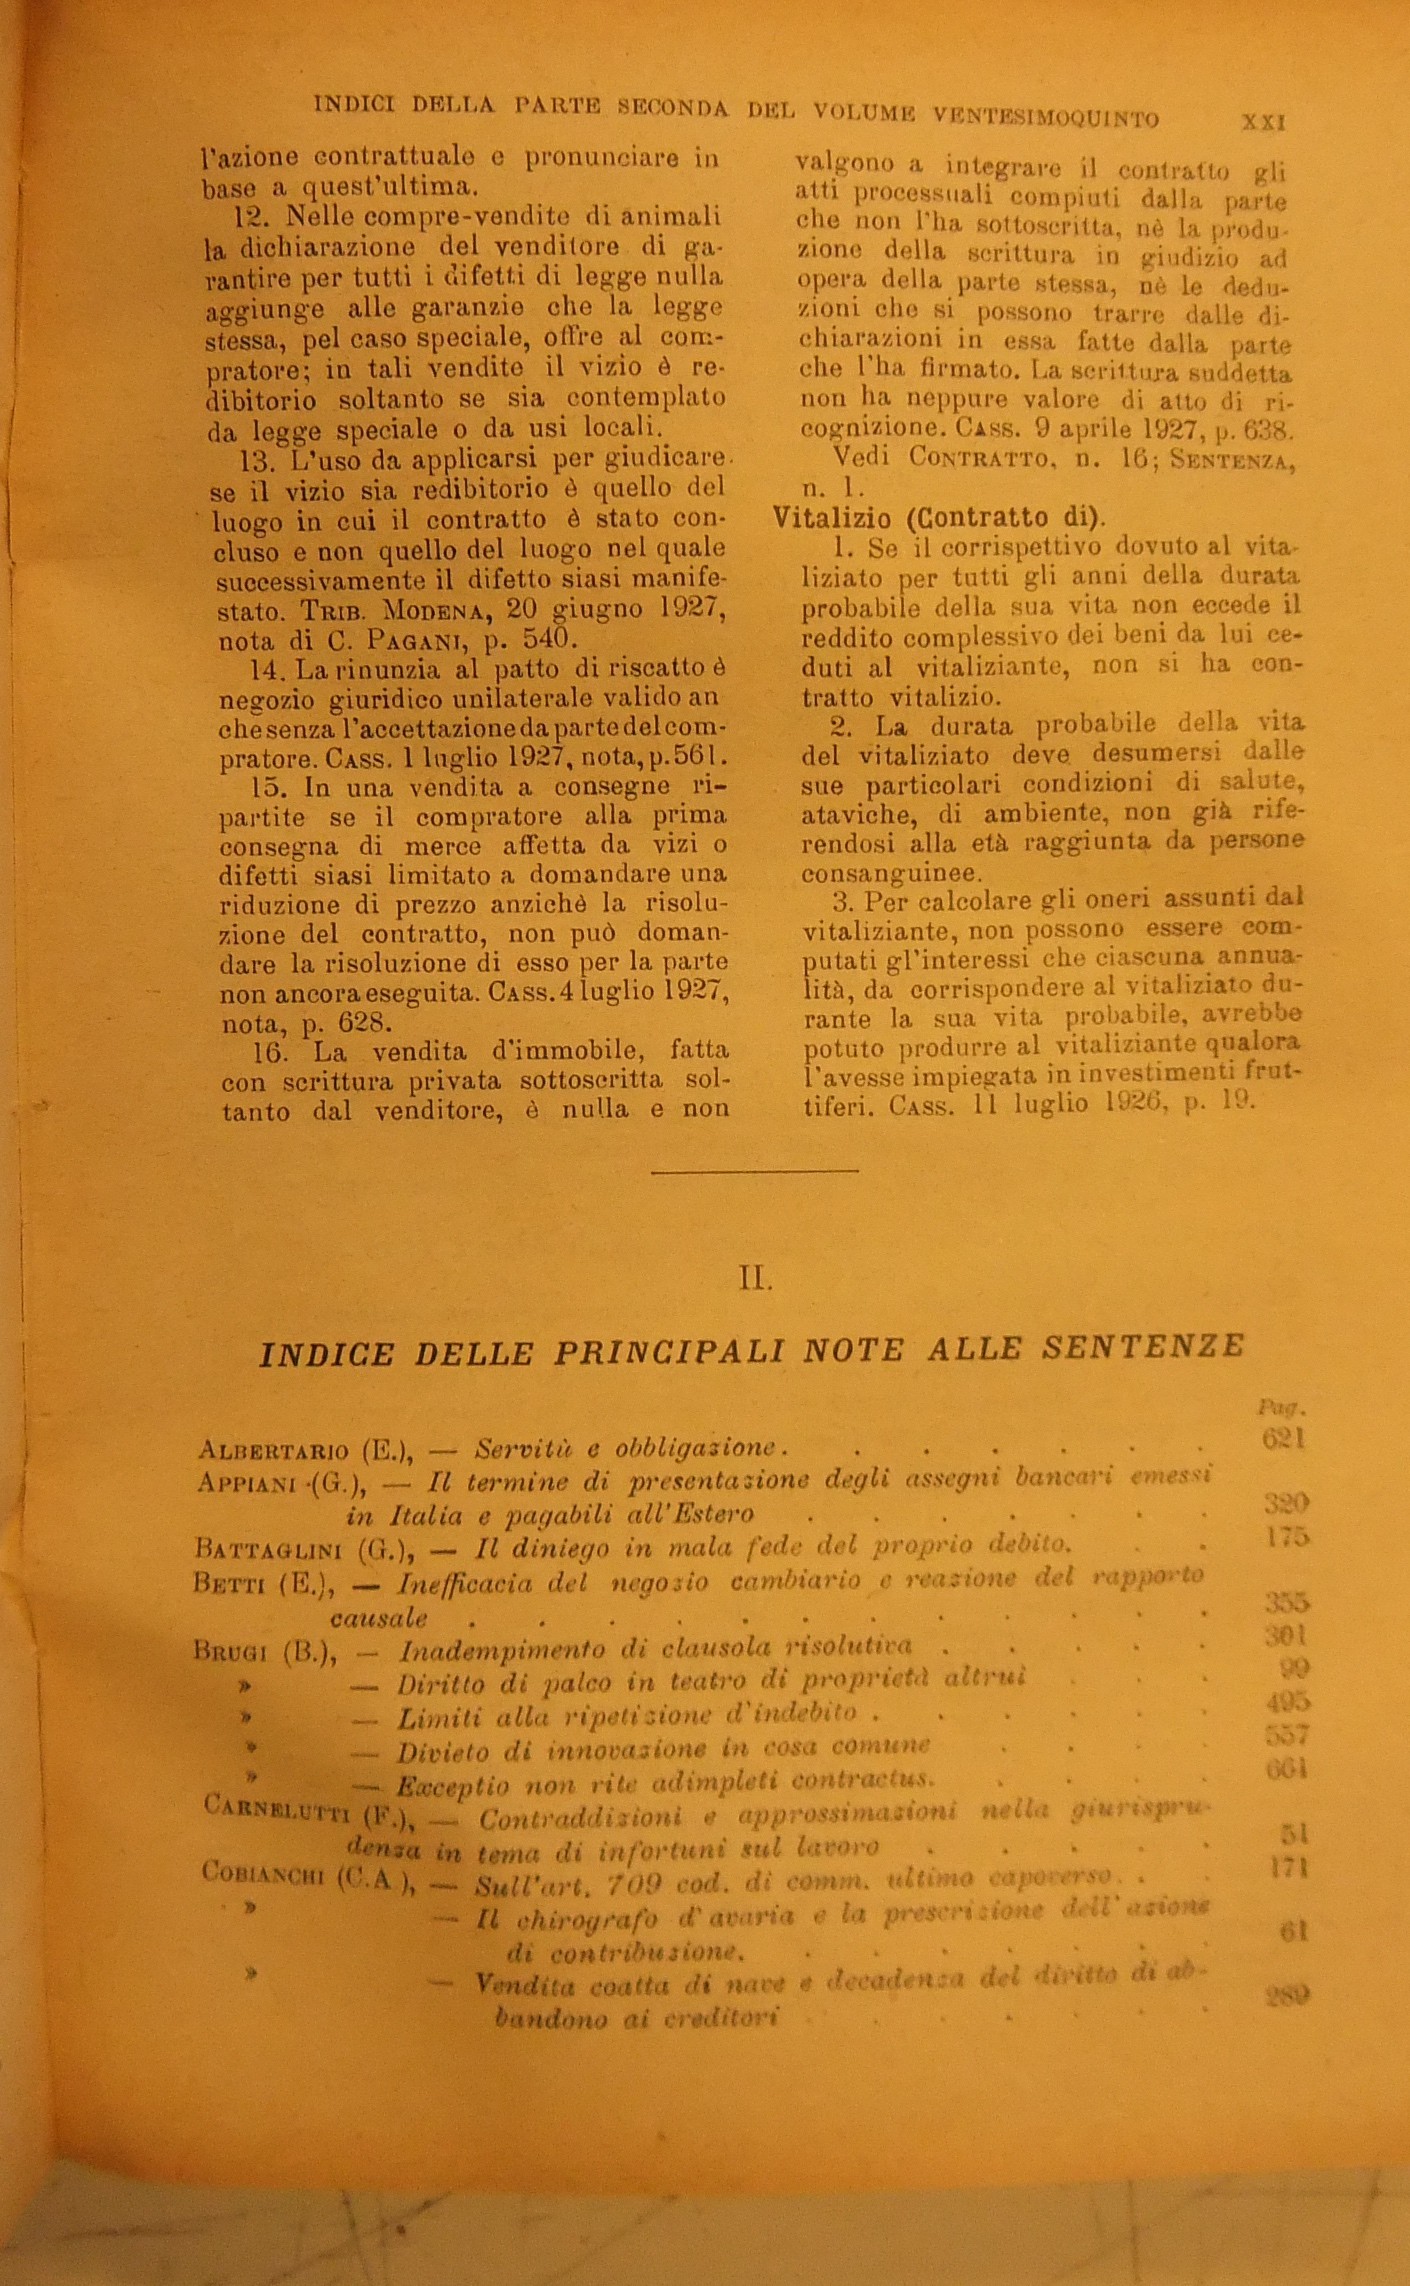 INDICI DELLA PARTE SECONDA DEL VOLUME VENTESIMOQUINTO XXI
l'azione contrattuale e pronunciare in
base a quest'ultima.
12. Nelle compre-vendite di animali
la dichiarazione del venditore di ga-
rantire per tutti i difetti di legge nulla
aggiunge alle garanzie che la legge
stessa, pel caso speciale, offre al com-
pratore; in tali vendite il vizio è re-
dibitorio soltanto se sia contemplato
da legge speciale o da usi locali.
13. L'uso da applicarsi per giudicare
se il vizio sia redibitorio è quello del
luogo in cui il contratto è stato con-
cluso e non quello del luogo nel quale
successivamente il difetto siasi manife-
stato. TRIB. MODENA, 20 giugno 1927,
nota di C. PAGANI, p. 540.
14. La rinunzia al patto di riscatto è
negozio giuridico unilaterale valido an
che senza l'accettazione da parte del com-
pratore. CASS. 1 luglio 1927, nota, p. 561.
15. In una vendita a consegne ri-
partite se il compratore alla prima
consegna di merce affetta da vizi o
difetti siasi limitato a domandare una
riduzione di prezzo anzichè la risolu-
zione del contratto, non può doman-
dare la risoluzione di esso per la parte
non ancora eseguita. CASS. 4 luglio 1927,
nota, p. 628.
16. La vendita d'immobile, fatta
con scrittura privata sottoscritta sol-
tanto dal venditore, è nulla e non
valgono a integrare il contratto gli
atti processuali compiuti dalla parte
che non l'ha sottoscritta, nè la produ-
zione della scrittura in giudizio ad
opera della parte stessa, nè le dedu-
zioni che si possono trarre dalle di-
chiarazioni in essa fatte dalla parte
che l'ha firmato. La scrittura suddetta
non ha neppure valore di atto di ri-
cognizione. CASS. 9 aprile 1927, p. 638.
Vedi CONTRATTO, n. 16; SENTENZA,
n. 1.
Vitalizio (Contratto di).
1. Se il corrispettivo dovuto al vita-
liziato per tutti gli anni della durata
probabile della sua vita non eccede il
reddito complessivo dei beni da lui ce-
duti al vitaliziante, non si ha con-
tratto vitalizio.
2. La durata probabile della vita
del vitaliziato deve desumersi dalle
sue particolari condizioni di salute,
ataviche, di ambiente, non già rife-
rendosi alla età raggiunta da persone
consanguinee.
3. Per calcolare gli oneri assunti dal
vitaliziante, non possono essere com-
putati gl'interessi che ciascuna annua-
lità, da corrispondere al vitaliziato du-
rante la sua vita probabile, avrebbe
potuto produrre al vitaliziante qualora
l'avesse impiegata in investimenti frut-
tiferi. CASS. 11 luglio 1926, p. 19.
II.
INDICE DELLE PRINCIPALI NOTE ALLE SENTENZE
Pag.
ALBERTARIO (E.), — Servitù e obbligazione. . . . . . . 621
APPIANI (G.), — Il termine di presentazione degli assegni bancari emessi
in Italia e pagabili all'Estero . . . . . . . 320
BATTAGLINI (G.), — Il diniego in mala fede del proprio debito. . . 175
BETTI (E.), — Inefficacia del negozio cambiario e reazione del rapporto
causale . . . . . . . . . . . . 355
BRUGI (B.), — Inadempimento di clausola risolutiva . . . . . 301
» — Diritto di palco in teatro di proprietà altrui . . . 99
» — Limiti alla ripetizione d'indebito . . . . . . 495
» — Divieto di innovazione in cosa comune . . . . 557
» — Exceptio non rite adimpleti contractus. . . . . 661
CARNELUTTI (F.), — Contraddizioni e approssimazioni nella giurispru-
denza in tema di infortuni sul lavoro . . . . . 51
COBIANCHI (C.A), — Sull'art. 709 cod. di comm. ultimo capoverso. . . 171
» — Il chirografo d'avaria e la prescrizione dell'azione
di contribuzione. . . . . . . . 61
» — Vendita coatta di nave e decadenza del diritto di ab-
bandono ai creditori . . . . . . 289